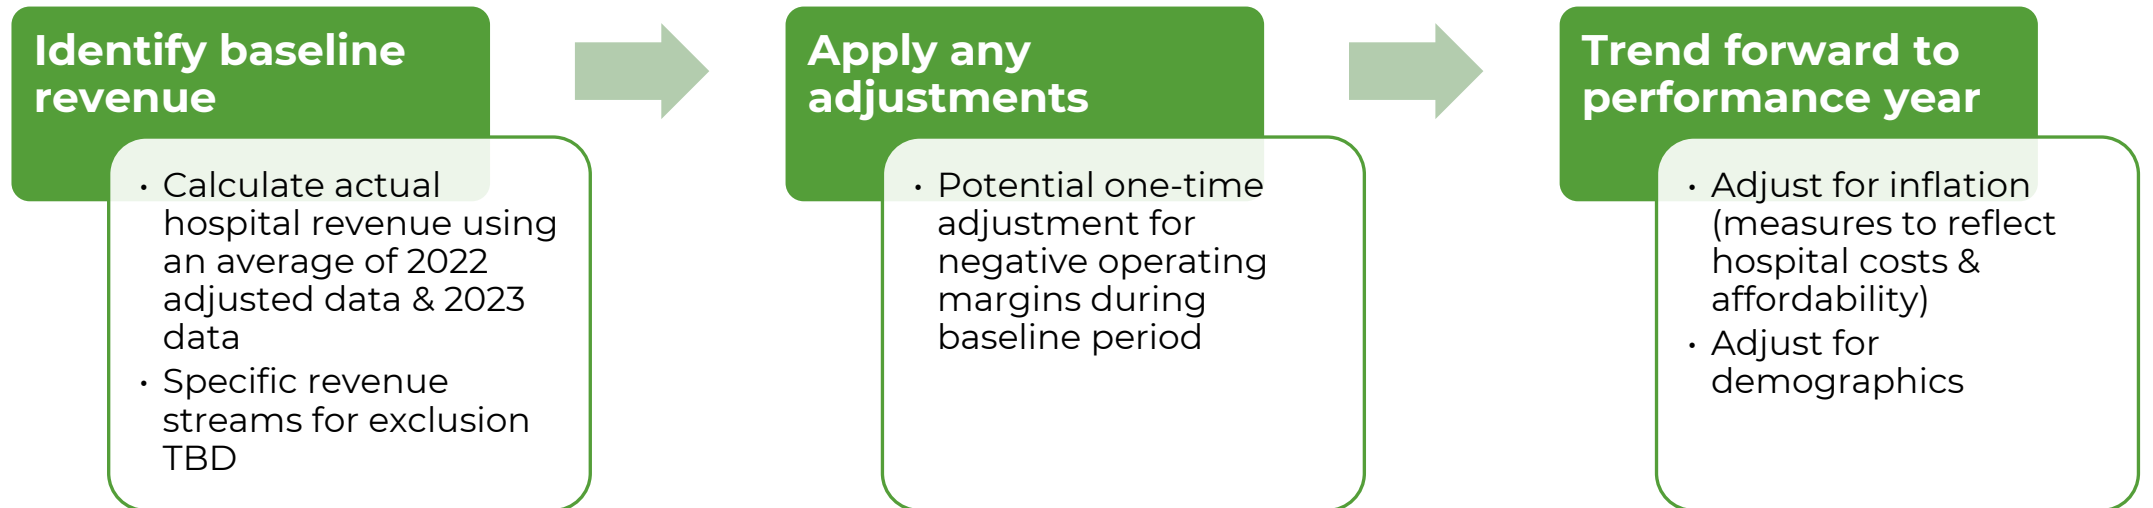 Identify baseline
revenue
• Calculate actual
hospital revenue using
an average of 2022
adjusted data & 2023
data
• Specific revenue
streams for exclusion
TBD
Apply any
adjustments
• Potential one-time
adjustment for
negative operating
margins during
baseline period
Trend forward to
performance year
• Adjust for inflation
(measures to reflect
hospital costs &
affordability)
• Adjust for
demographics